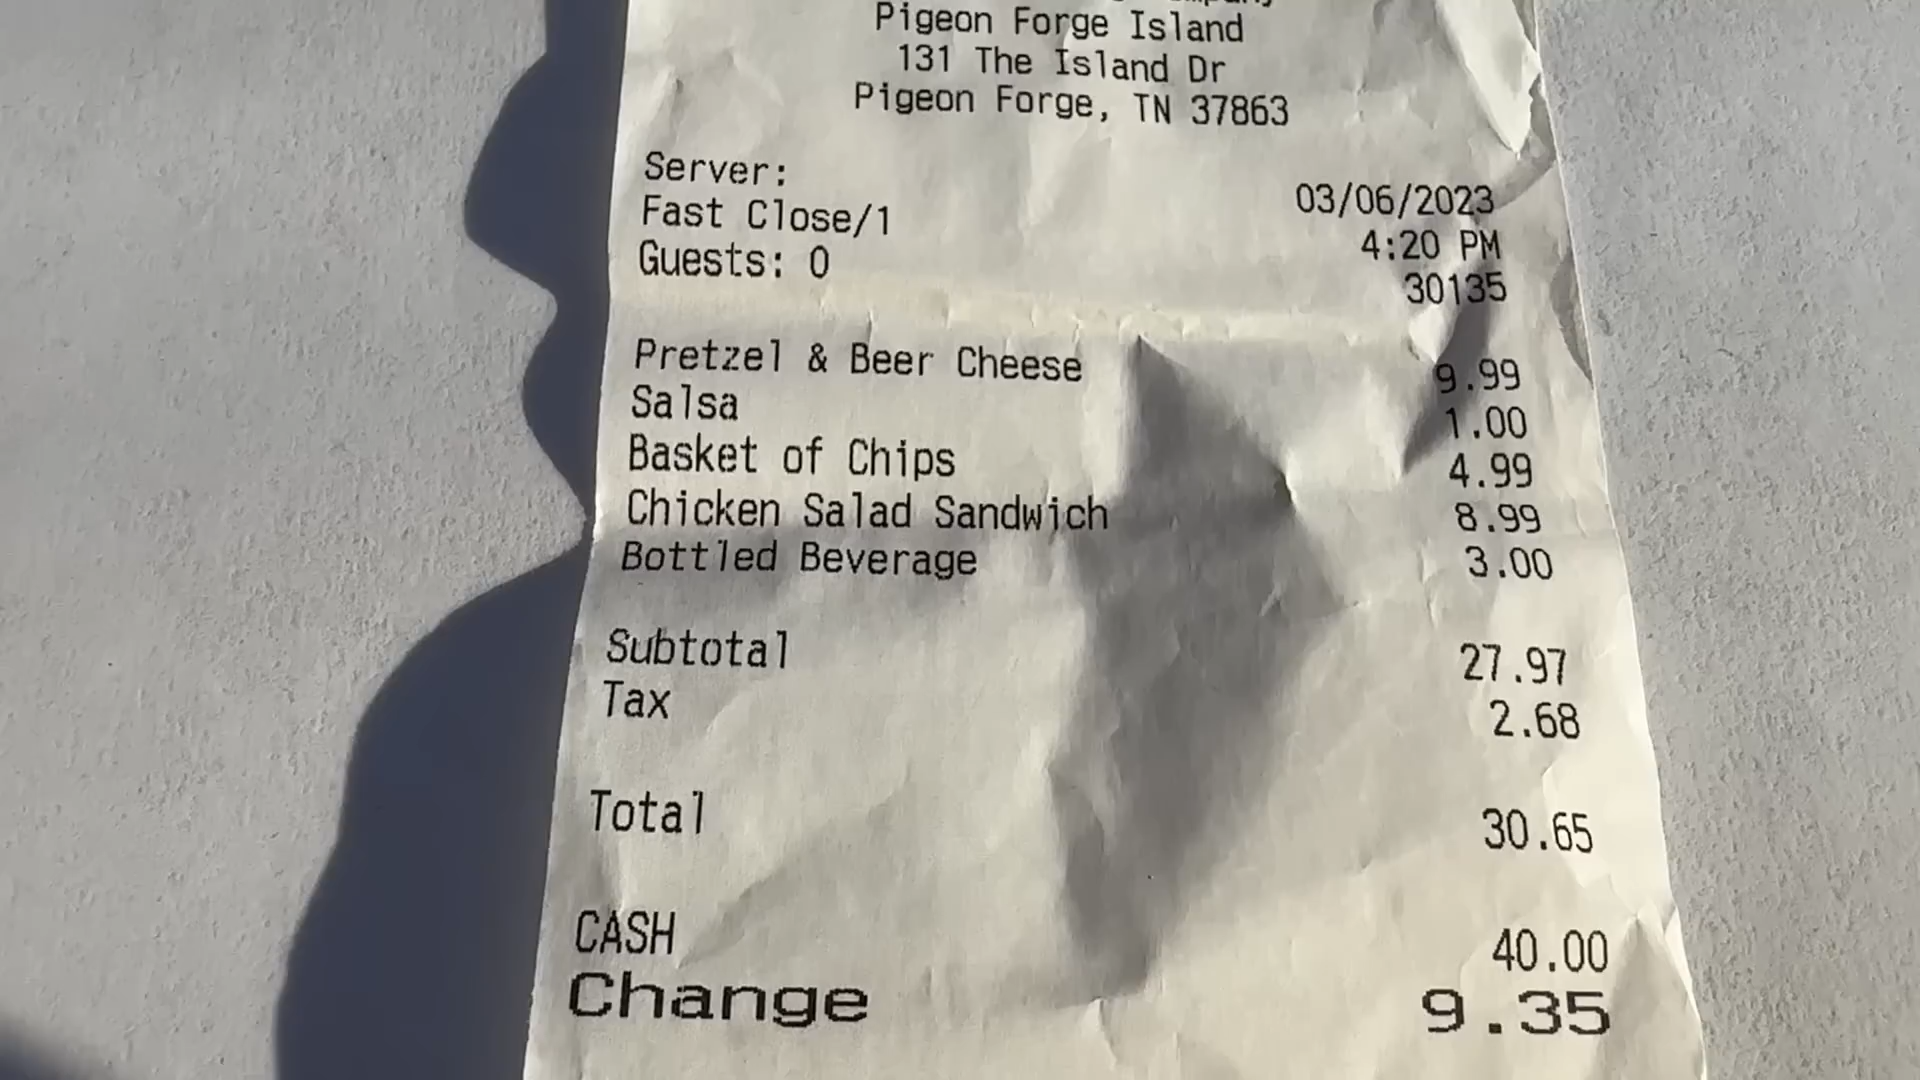 Pigeon Forge Island
131 The Island Dr
Pigeon Forge, TN 37863
Server:
03/06/2023
Fast Close/1
4:20 PM
Guests: 0
30135
Pretzel & Beer Cheese 9.99
Salsa 1.00
Basket of Chips 4.99
Chicken Salad Sandwich 8.99
Bottled Beverage 3.00
Subtotal 27.97
Tax 2.68
Total 30.65
CASH 40.00
Change 9.35